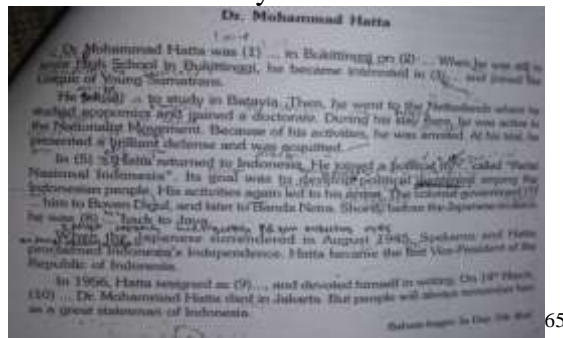 Dr. Mohammad Hatta
Dr. Mohammad Hatta was (1) ... in Bukittinggi on (2) ... When he was still in
High School in Bukittinggi, he became interested in (3) ... and joined the
League of Young Sumatrans.
He ... to study in Batavia. Then, he went to the Netherlands where he
studied economics and gained a doctorate. During his stay there, he was active in
the Nationalist Movement. Because of his activities, he was arrested. At his trial, he
presented a brilliant defense and was acquitted.
In (5) ... Hatta returned to Indonesia. He joined a political ... called "Partai
Nasional Indonesia". Its goal was to develop political among the
Indonesian people. His activities again led to his arrest. The colonial government (7)
... him to Boven Digul, and later to Banda Neira. Shortly before the Japanese
he was (8) ... back to Java.
When the Japanese surrendered in August 1945, Soekarno and Hatta
proclaimed Indonesia's Independence. Hatta became the first Vice-President of the
Republic of Indonesia.
In 1956, Hatta resigned as (9)..., and devoted himself in writing. On 14th March,
(10) ... Dr. Mohammad Hatta died in Jakarta. But people will always remember him
as a great statesman of Indonesia.
65